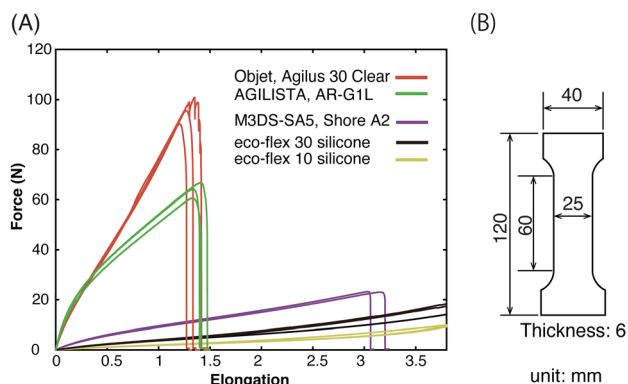 (A)
(B)
120
100
80
60
40
20
0
Force (N)
Objet, Agilus 30 Clear
AGILISTA, AR-G1L
M3DS-SA5, Shore A2
eco-flex 30 silicone
eco-flex 10 silicone
0 0.5 1 1.5 2 2.5 3 3.5
Elongation
40
25
60
120
Thickness: 6
unit: mm